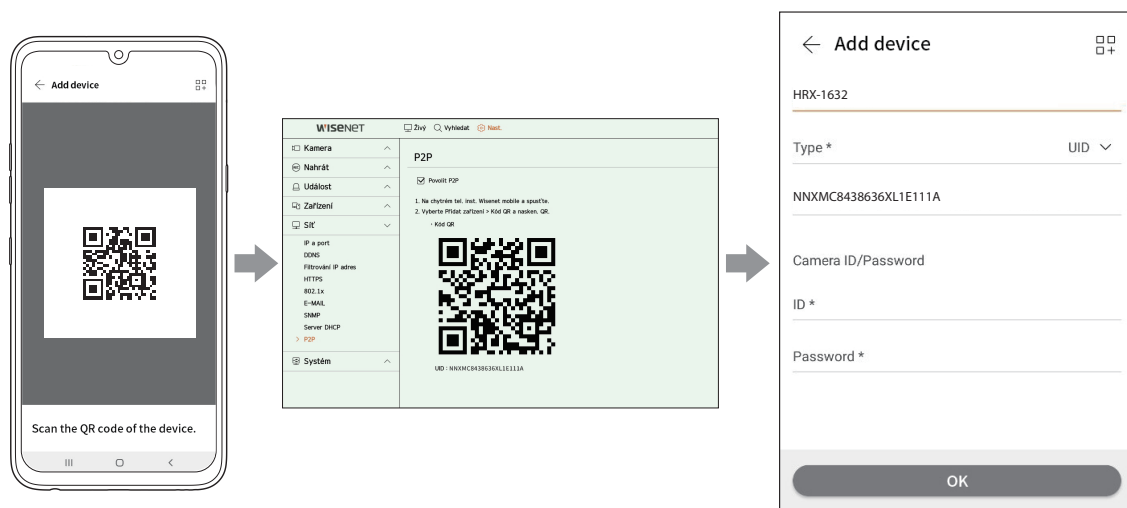 Add device
Scan the QR code of the device.
WISENET
Živý Vyhledat Nast.
Kamera
Nahrát
Událost
Zařízení
Síť
IP a port
DDNS
Filtrování IP adres
HTTPS
802.1x
E-MAIL
SNMP
Server DHCP
> P2P
Systém
P2P
Povolit P2P
1. Na chytrém tel. inst. Wisenet mobile a spusťte.
2. Vyberte Přidat zařízení > Kód QR a nasken. QR.
• Kód QR
UID : NNXMC8438636XL1E111A
Add device
HRX-1632
Type * UID
NNXMC8438636XL1E111A
Camera ID/Password
ID *
Password *
OK